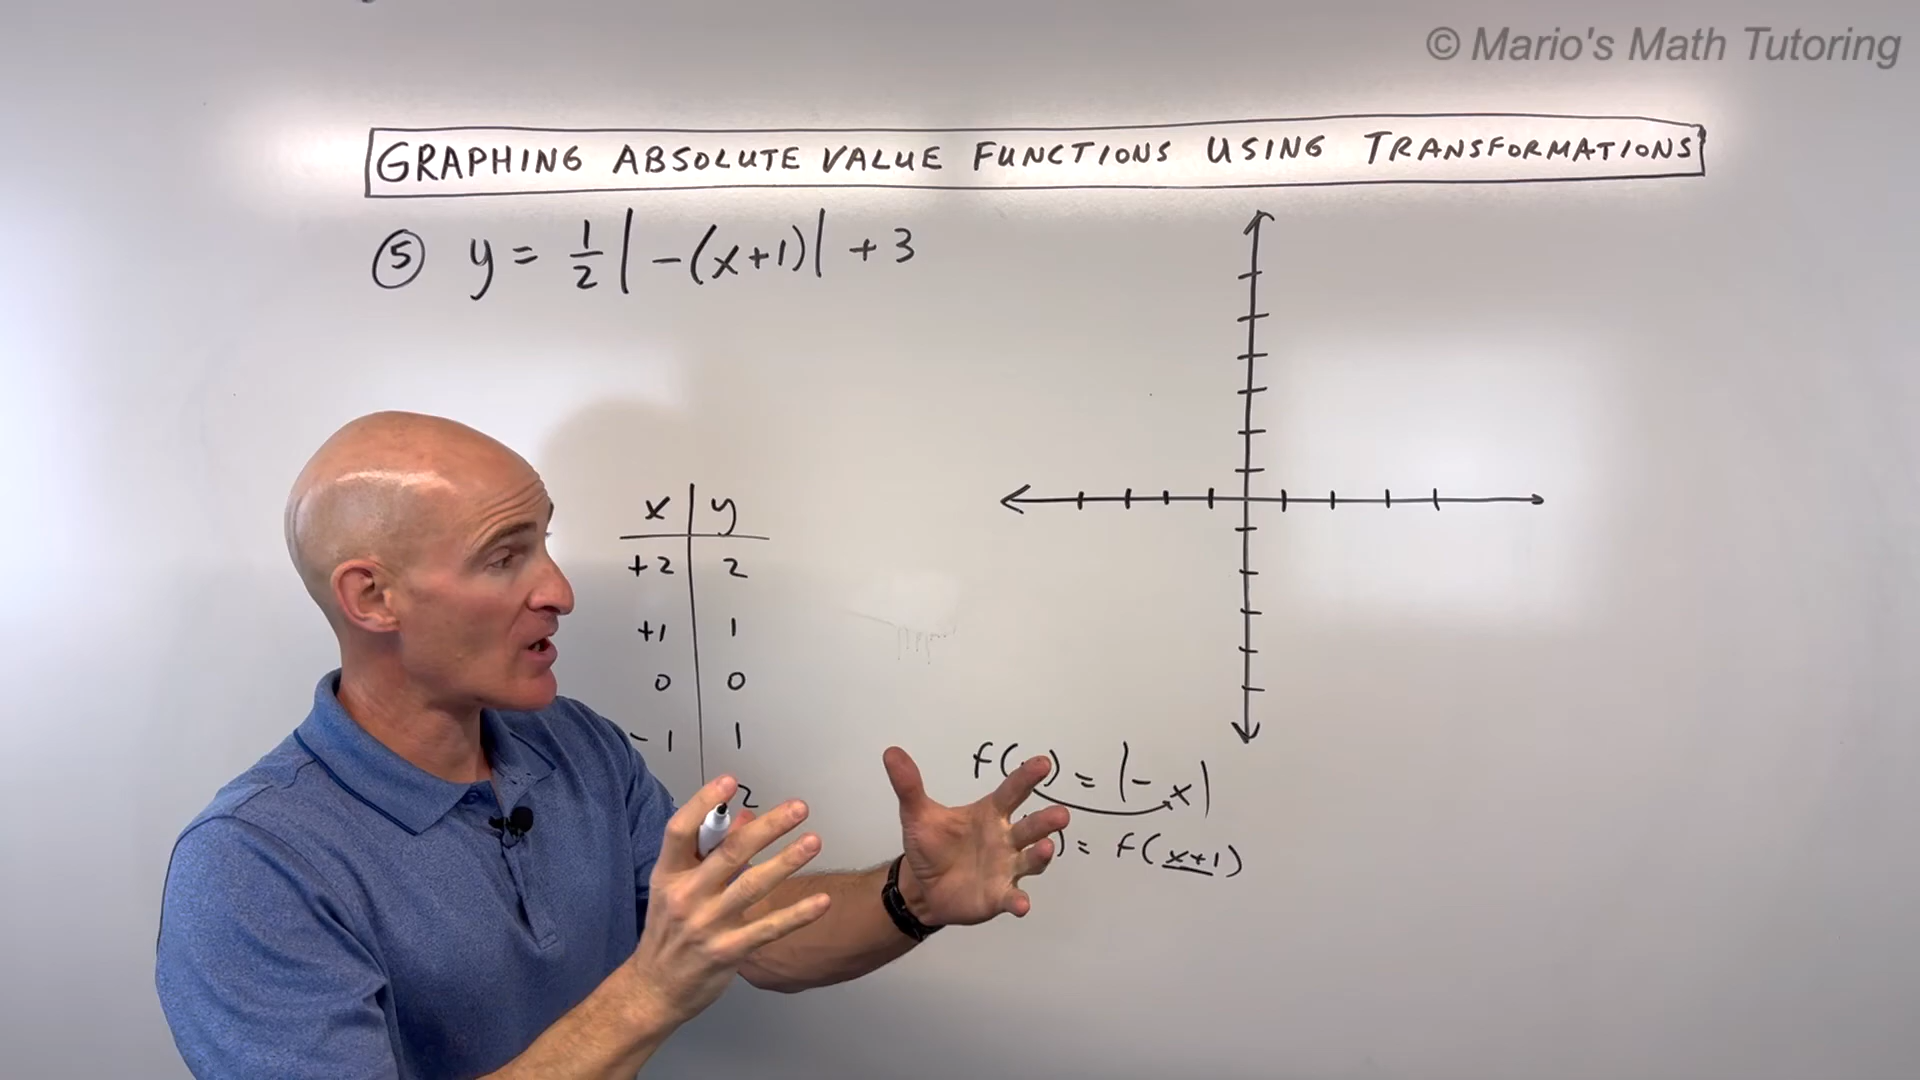 © Mario's Math Tutoring
GRAPHING ABSOLUTE VALUE FUNCTIONS USING TRANSFORMATIONS
⑤ y = 1/2 |-(x+1)| + 3
x | y
+2 | 2
+1 | 1
0 | 0
-1 | 1
2
f( ) = |-x|
) = f(x+1)